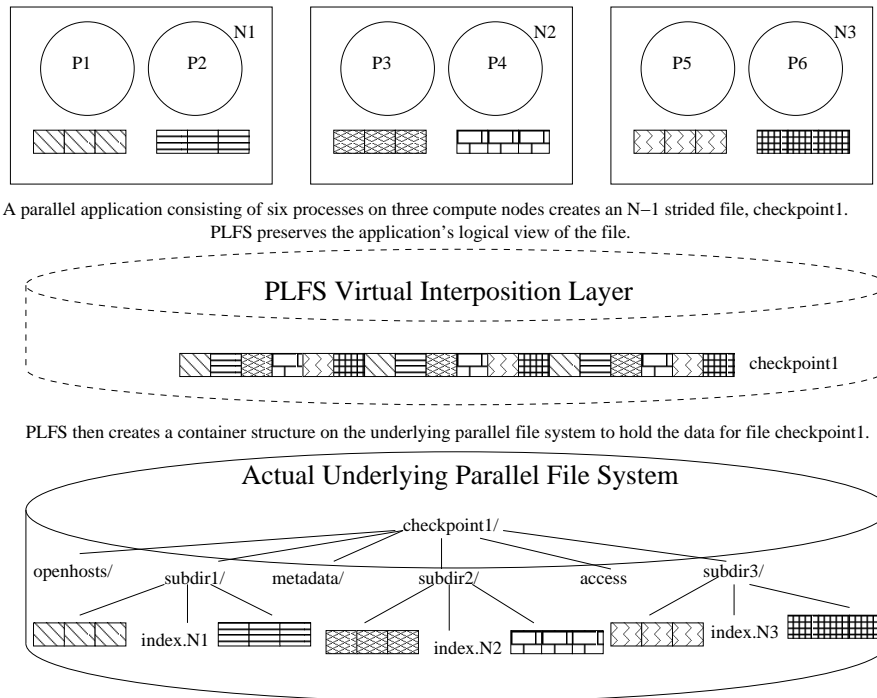 N1 N2 N3
P1 P2 P3 P4 P5 P6
A parallel application consisting of six processes on three compute nodes creates an N−1 strided file, checkpoint1.
PLFS preserves the application's logical view of the file.
PLFS Virtual Interposition Layer
checkpoint1
PLFS then creates a container structure on the underlying parallel file system to hold the data for file checkpoint1.
Actual Underlying Parallel File System
checkpoint1/
openhosts/ subdir1/ metadata/ subdir2/ access subdir3/
index.N1 index.N2 index.N3